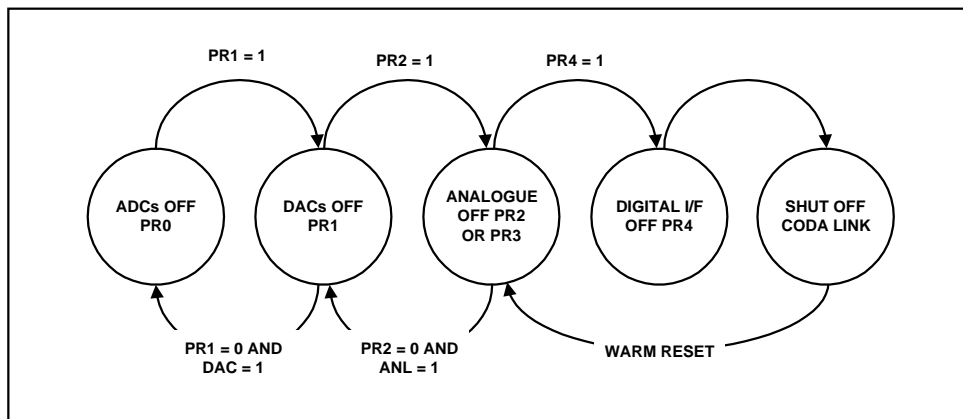 PR1 = 1
PR2 = 1
PR4 = 1
ADCs OFF
PR0
DACs OFF
PR1
ANALOGUE
OFF PR2
OR PR3
DIGITAL I/F
OFF PR4
SHUT OFF
CODA LINK
PR1 = 0 AND
DAC = 1
PR2 = 0 AND
ANL = 1
WARM RESET